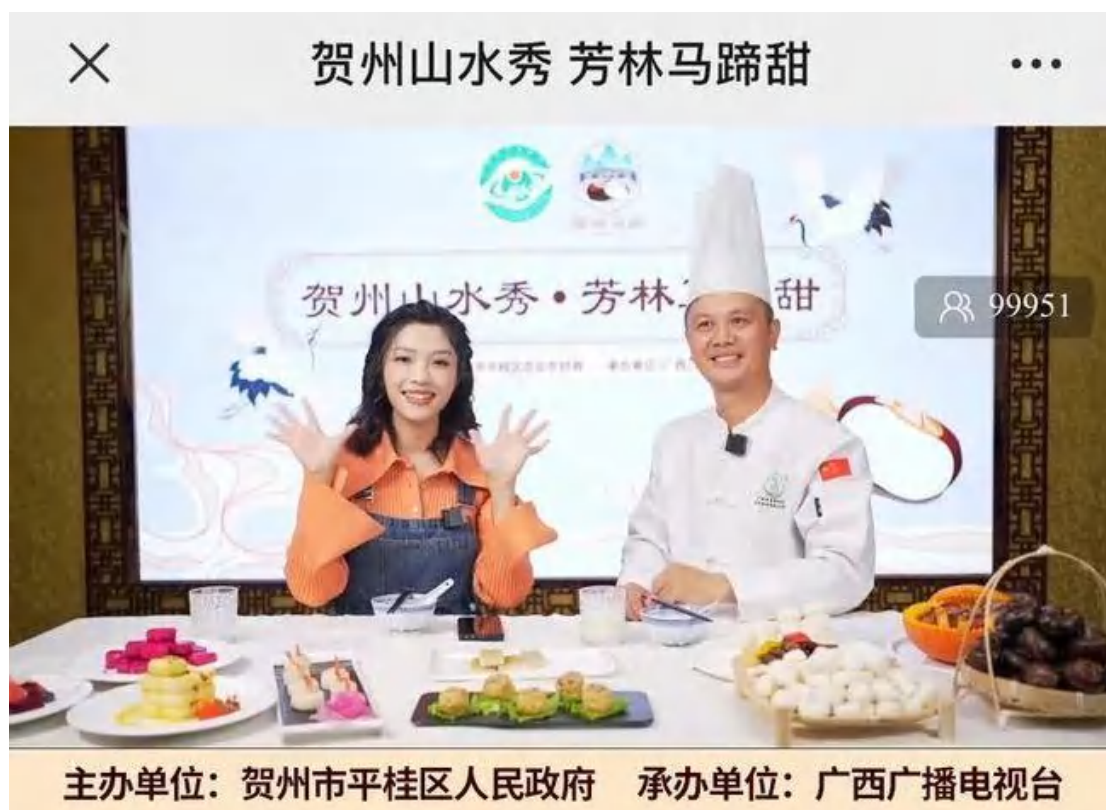 贺州山水秀 芳林马蹄甜
贺州山水秀•芳林
甜
99951
主办单位：贺州市平桂区人民政府 承办单位：广西广播电视台